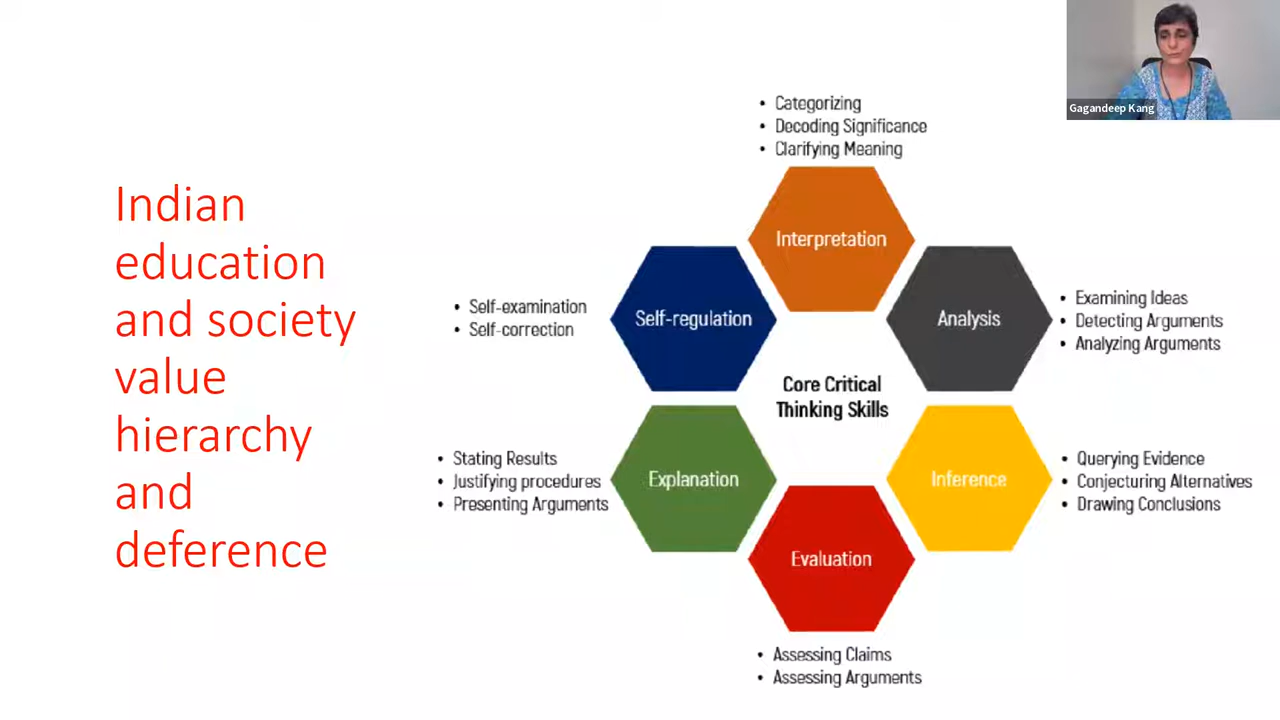 Gagandeep Kang
Indian
education
and society
value
hierarchy
and
deference
• Categorizing
• Decoding Significance
• Clarifying Meaning
Interpretation
Self-regulation
• Self-examination
• Self-correction
Analysis
• Examining Ideas
• Detecting Arguments
• Analyzing Arguments
Core Critical
Thinking Skills
Explanation
• Stating Results
• Justifying procedures
• Presenting Arguments
Inference
• Querying Evidence
• Conjecturing Alternatives
• Drawing Conclusions
Evaluation
• Assessing Claims
• Assessing Arguments